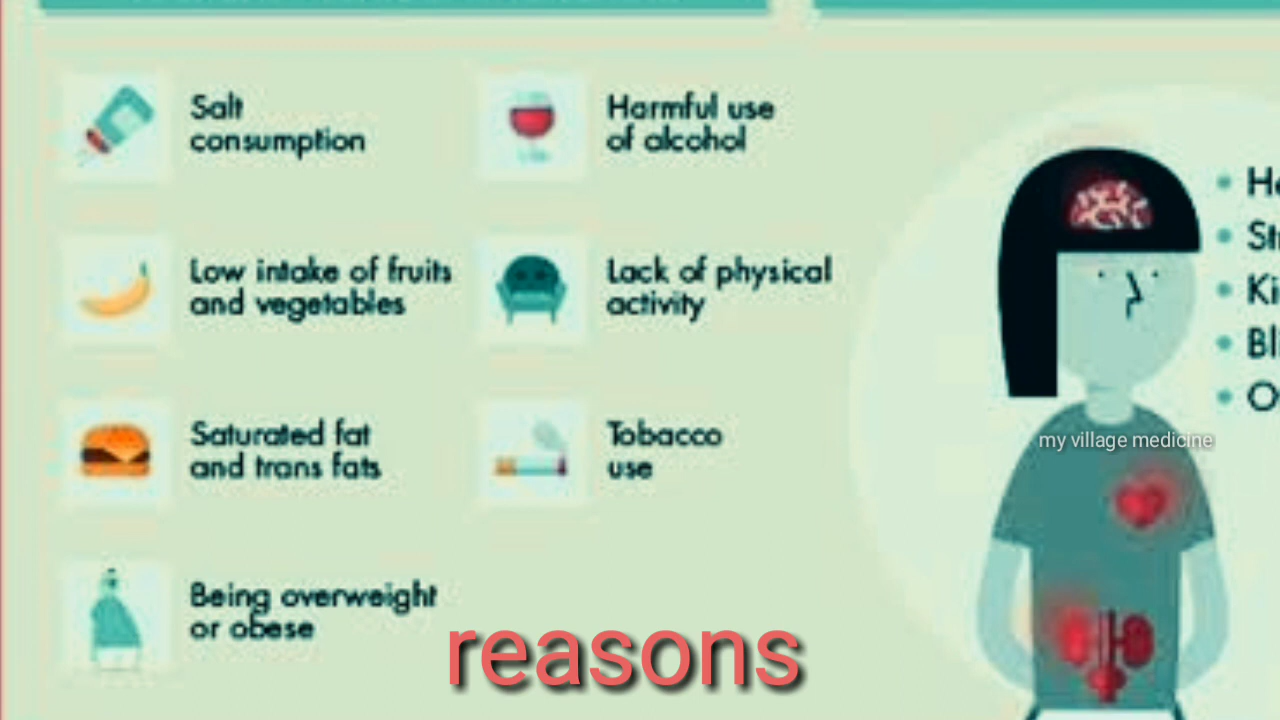 Salt
consumption
Harmful use
of alcohol
Low intake of fruits
and vegetables
Lack of physical
activity
Saturated fat
and trans fats
Tobacco
use
Being overweight
or obese
my village medicine
reasons